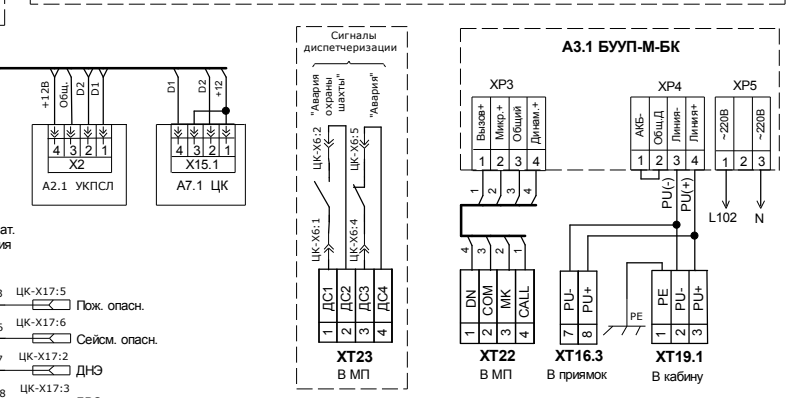 Сигналы
диспетчеризации
"Авария
охраны
шахты"
"Авария"
ЦК-X6:2
ЦК-X6:5
ЦК-X6:1
ЦК-X6:4
ДС1
ДС2
ДС3
ДС4
1 2 3 4
XT23
В МП
+12В
Общ.
D2
D1
4 3 2 1
X2
А2.1 УКПСЛ
D1
D2
+12
4 3 2 1
X15.1
А7.1 ЦК
ат.
ия
ЦК-X17:5
Пож. опасн.
ЦК-X17:6
Сейсм. опасн.
ЦК-X17:2
ДНЭ
8 ЦК-X17:3
А3.1 БУУП-М-БК
XP3
Вызов+
Микр.+
Общий
Динам.+
1 2 3 4
1 2 3 4
4 3 2 1
DN
COM
MK
CALL
1 2 3 4
XT22
В МП
XP4
АКБ-
Общ.Д
Линия-
Линия+
1 2 3 4
PU(-)
PU(+)
XP5
~220В
~220В
1 2 3
L102
N
PU-
PU+
7 8
XT16.3
В приямок
PE
PE
PU-
PU+
1 2 3
XT19.1
В кабину